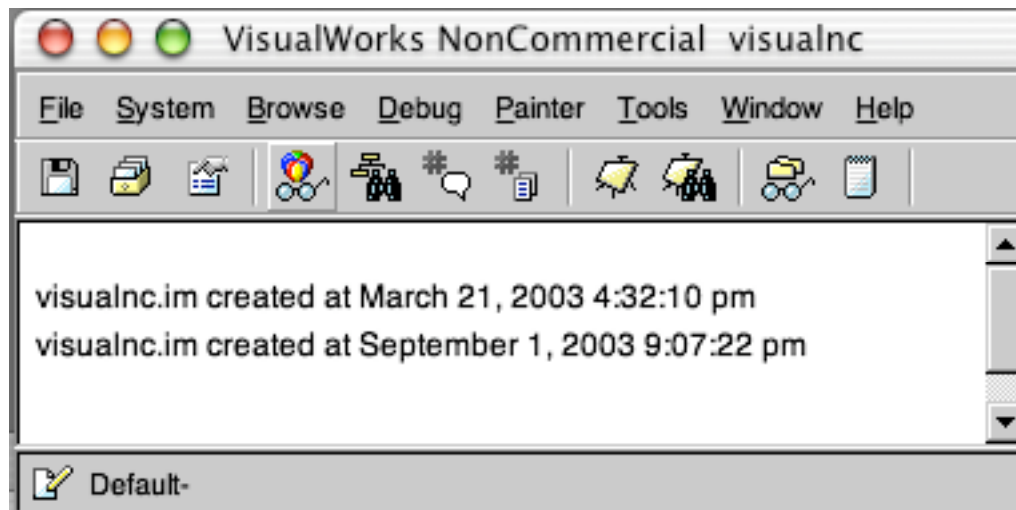 VisualWorks NonCommercial visualnc
File System Browse Debug Painter Tools Window Help
visualnc.im created at March 21, 2003 4:32:10 pm
visualnc.im created at September 1, 2003 9:07:22 pm
Default-